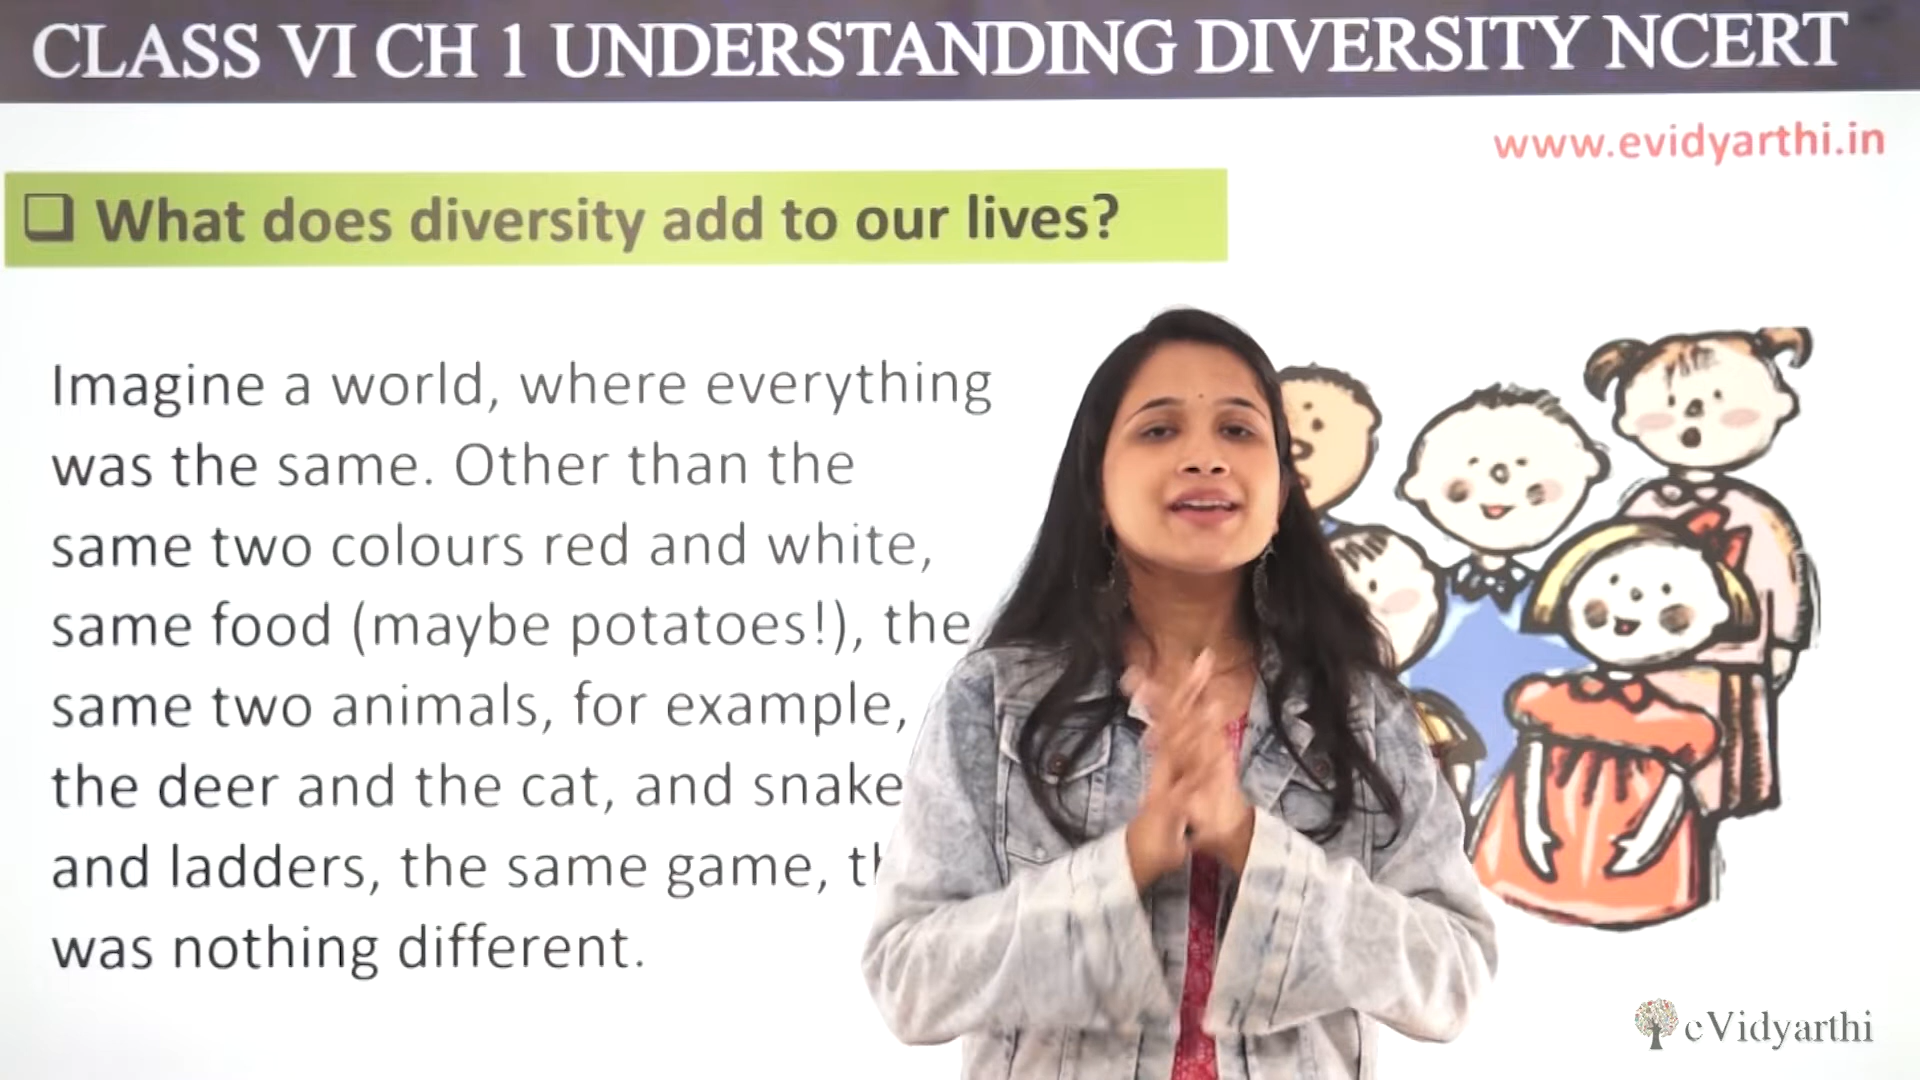 CLASS VI CH 1 UNDERSTANDING DIVERSITY NCERT
www.evidyarthi.in
What does diversity add to our lives?
Imagine a world, where everything
was the same. Other than the
same two colours red and white,
same food (maybe potatoes!), the
same two animals, for example,
the deer and the cat, and snake
and ladders, the same game,
was nothing different.
eVidyarthi